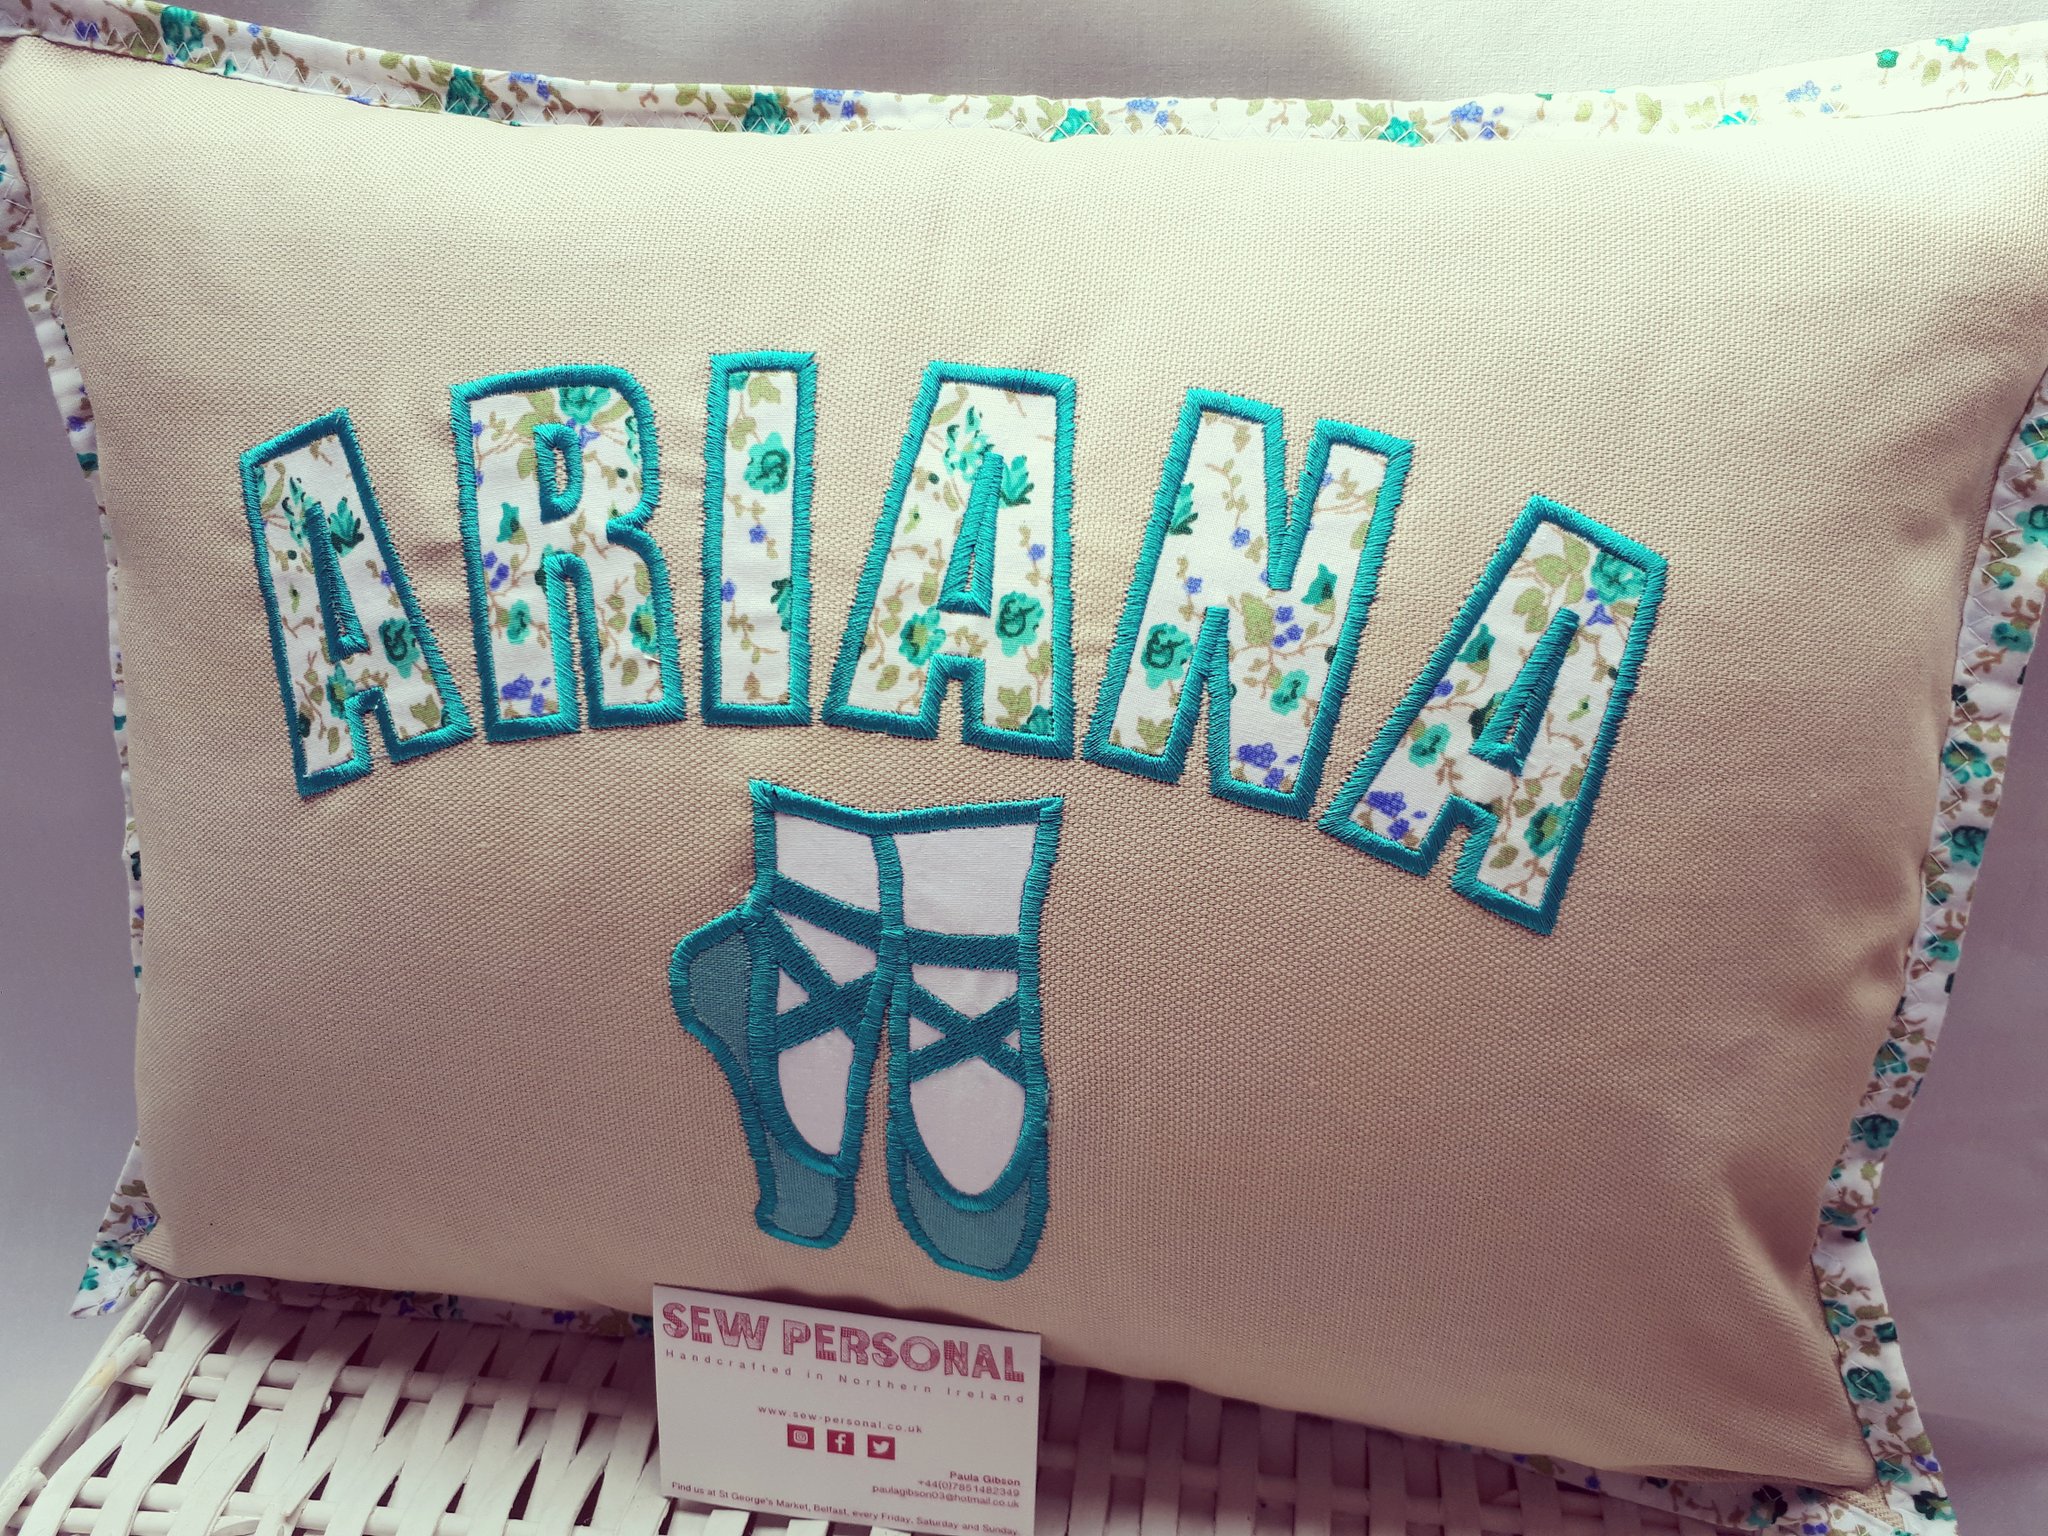 ARIANA
SEW PERSONAL
Handcrafted in Northern Ireland
www.sew-personal.co.uk
Paula Gibson
+44(0)7851482349
paulagibson03@hotmail.co.uk
Find us at St George's Market, Belfast, every Friday, Saturday and Sunday.